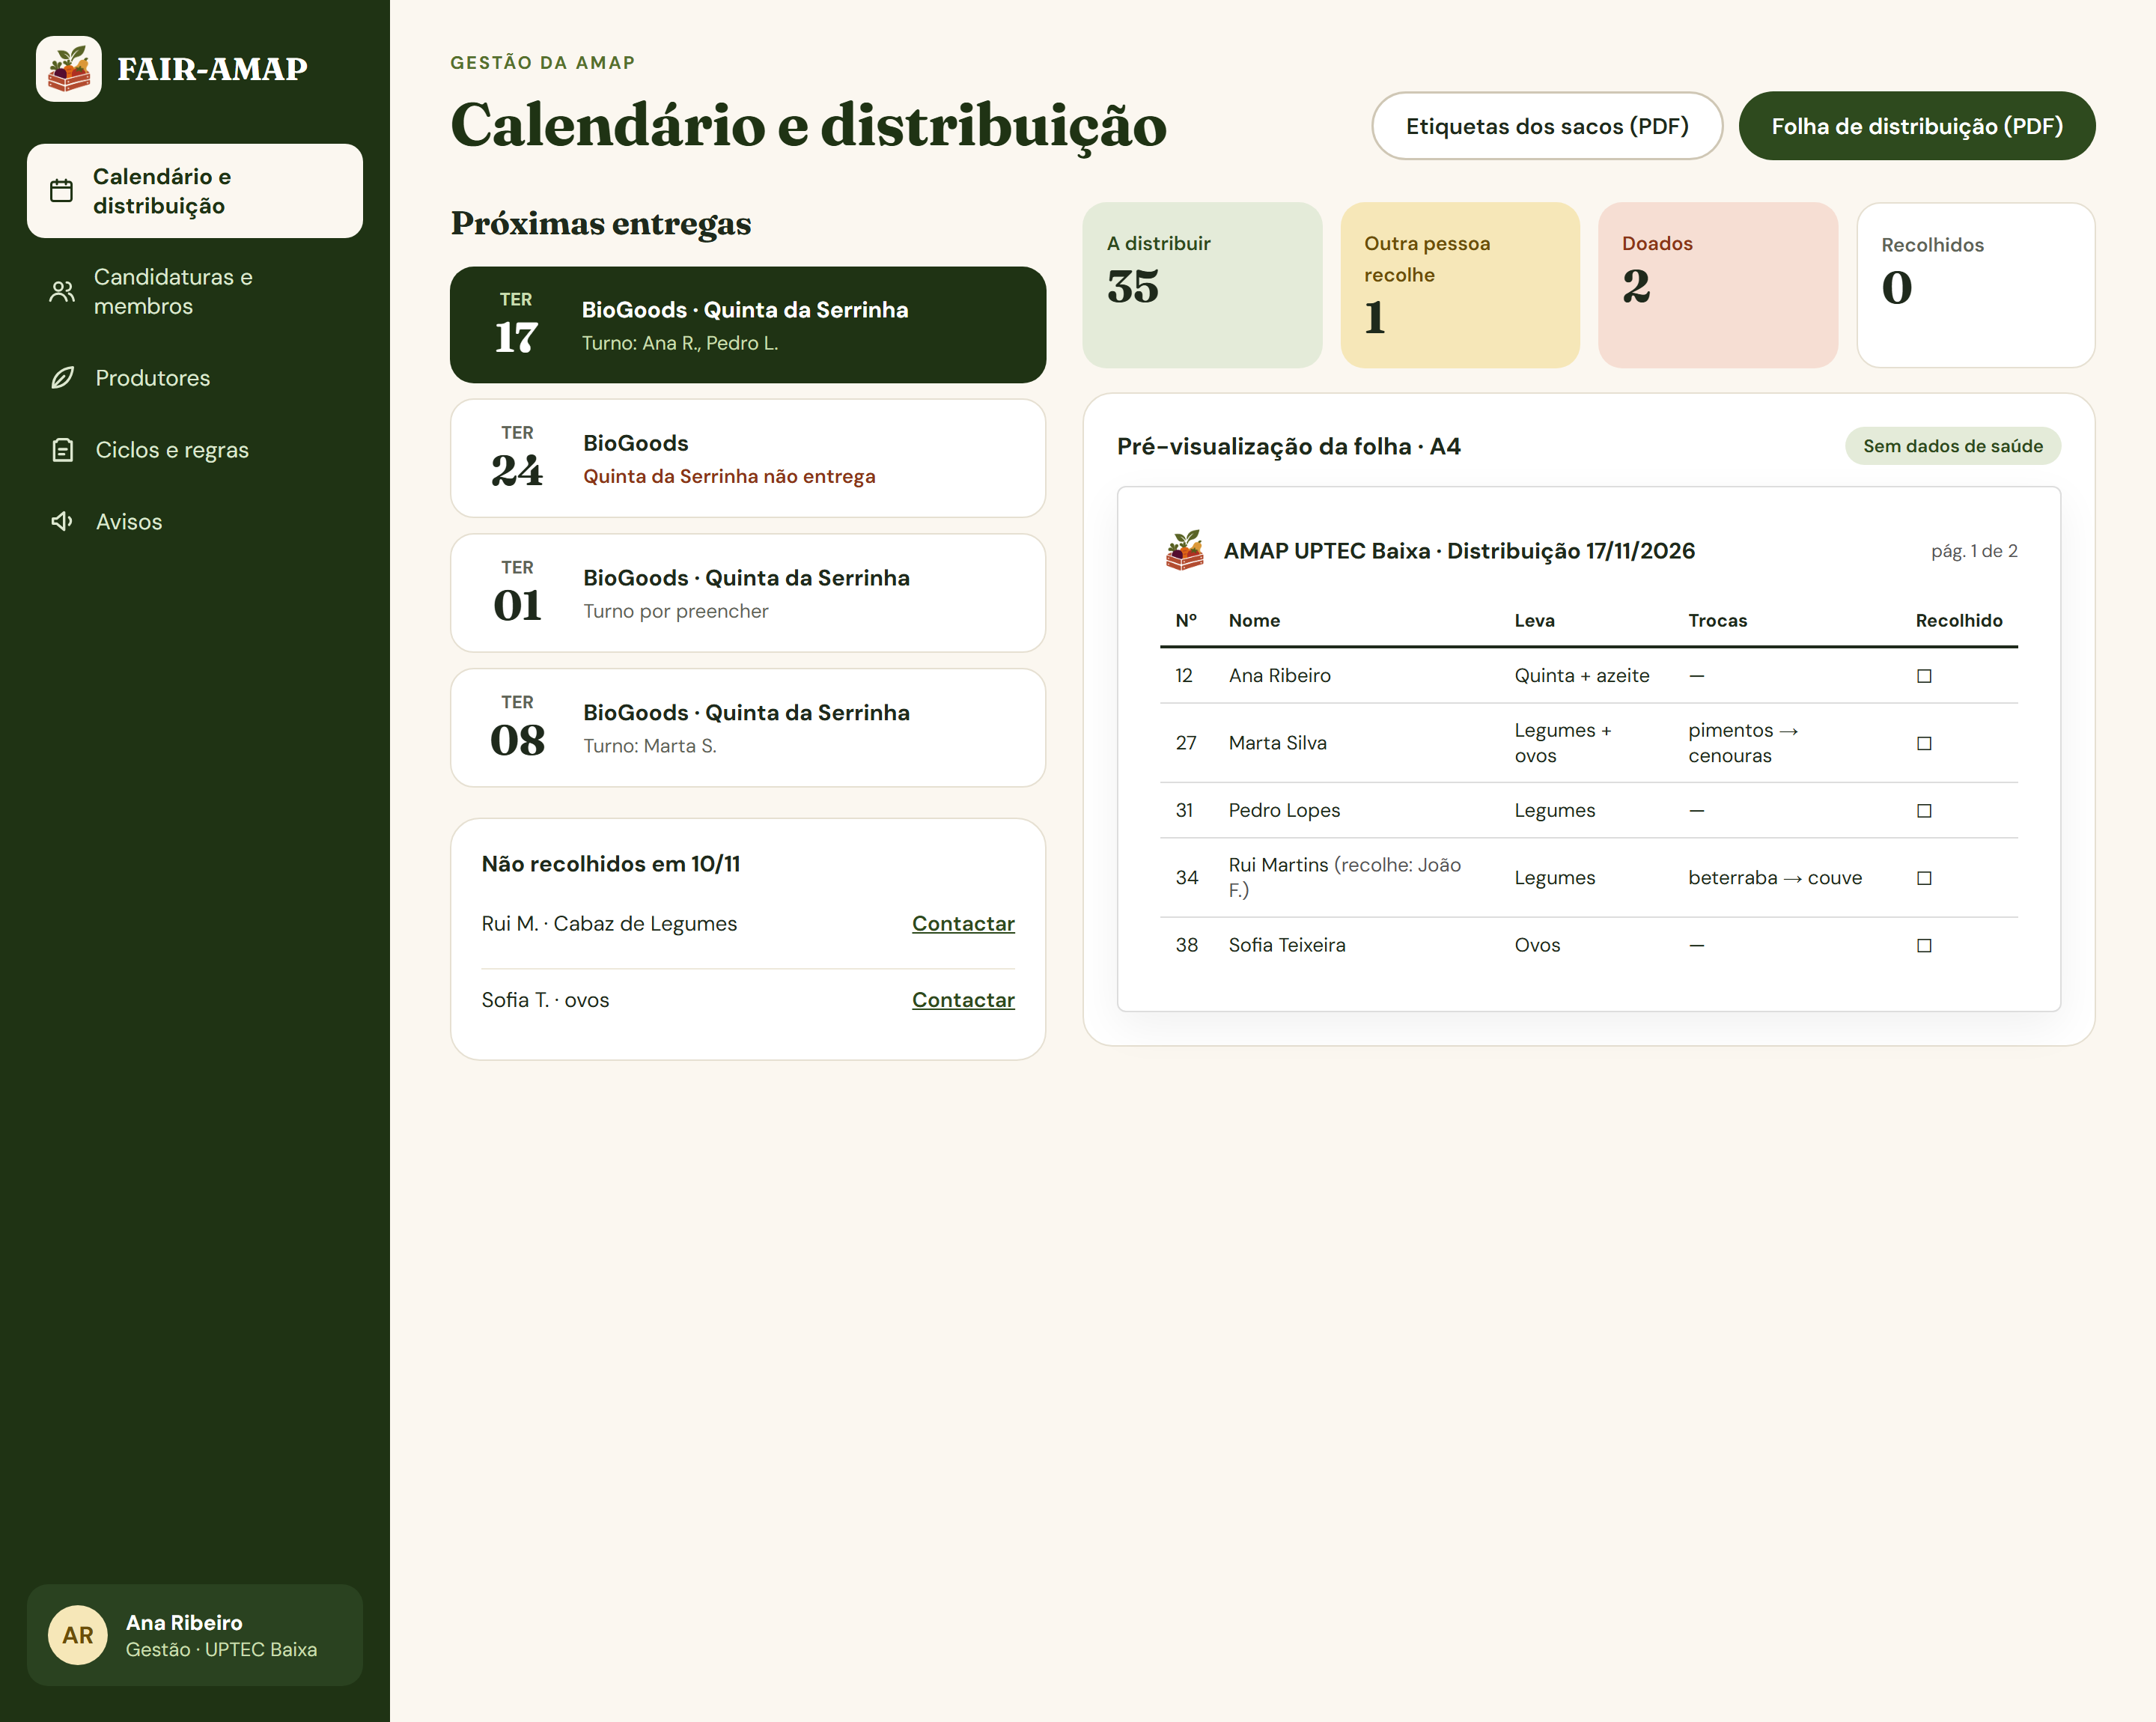 FAIR-AMAP
Calendário e
distribuição
Candidaturas e
membros
Produtores
Ciclos e regras
Avisos
AR
Ana Ribeiro
Gestão · UPTEC Baixa
GESTÃO DA AMAP
Calendário e distribuição
Etiquetas dos sacos (PDF)
Folha de distribuição (PDF)
Próximas entregas
TER
17
BioGoods · Quinta da Serrinha
Turno: Ana R., Pedro L.
TER
24
BioGoods
Quinta da Serrinha não entrega
TER
01
BioGoods · Quinta da Serrinha
Turno por preencher
TER
08
BioGoods · Quinta da Serrinha
Turno: Marta S.
Não recolhidos em 10/11
Rui M. · Cabaz de Legumes Contactar
Sofia T. · ovos Contactar
A distribuir
35
Outra pessoa
recolhe
1
Doados
2
Recolhidos
0
Pré-visualização da folha · A4
Sem dados de saúde
AMAP UPTEC Baixa · Distribuição 17/11/2026 pág. 1 de 2
Nº Nome Leva Trocas Recolhido
12 Ana Ribeiro Quinta + azeite — ☐
27 Marta Silva Legumes +
ovos pimentos →
cenouras ☐
31 Pedro Lopes Legumes — ☐
34 Rui Martins (recolhe: João
F.) Legumes beterraba → couve ☐
38 Sofia Teixeira Ovos — ☐